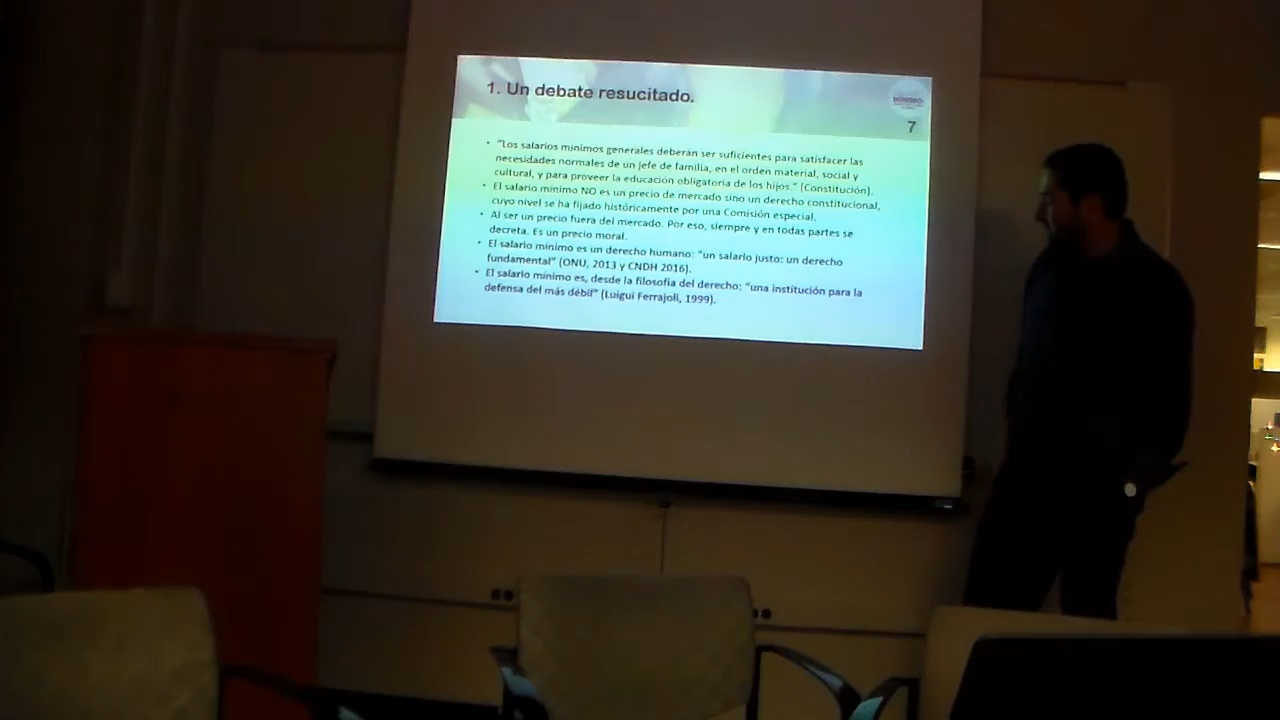 1. Un debate resucitado.
7
• "Los salarios mínimos generales deberán ser suficientes para satisfacer las
necesidades normales de un jefe de familia, en el orden material, social y
cultural, y para proveer la educación obligatoria de los hijos." (Constitución).
• El salario mínimo NO es un precio de mercado sino un derecho constitucional,
cuyo nivel se ha fijado históricamente por una Comisión especial.
• Al ser un precio fuera del mercado. Por eso, siempre y en todas partes se
decreta. Es un precio moral.
• El salario mínimo es un derecho humano: "un salario justo: un derecho
fundamental" (ONU, 2013 y CNDH 2016).
• El salario mínimo es, desde la filosofía del derecho: "una institución para la
defensa del más débil" (Luigui Ferrajoli, 1999).